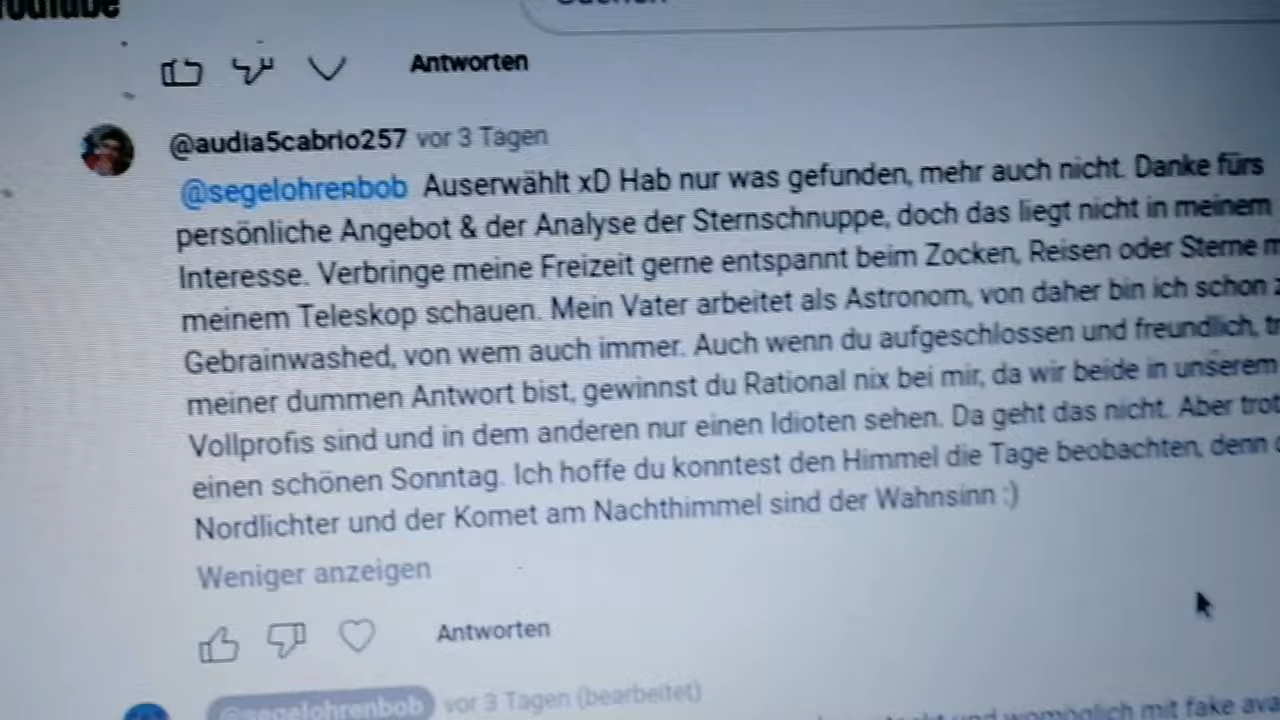 YouTube
Suchen
Antworten
@audia5cabrio257 vor 3 Tagen
@segelohrenbob Auserwählt xD Hab nur was gefunden, mehr auch nicht. Danke fürs
persönliche Angebot & der Analyse der Sternschnuppe, doch das liegt nicht in meinem
Interesse. Verbringe meine Freizeit gerne entspannt beim Zocken, Reisen oder Sterne
meinem Teleskop schauen. Mein Vater arbeitet als Astronom, von daher bin ich schon
Gebrainwashed, von wem auch immer. Auch wenn du aufgeschlossen und freundlich,
meiner dummen Antwort bist, gewinnst du Rational nix bei mir, da wir beide in unserem
Vollprofis sind und in dem anderen nur einen Idioten sehen. Da geht das nicht. Aber
einen schönen Sonntag. Ich hoffe du konntest den Himmel die Tage beobachten, denn
Nordlichter und der Komet am Nachthimmel sind der Wahnsinn :)
Weniger anzeigen
Antworten
@segelohrenbob vor 3 Tagen (bearbeitet)
und womöglich mit fake